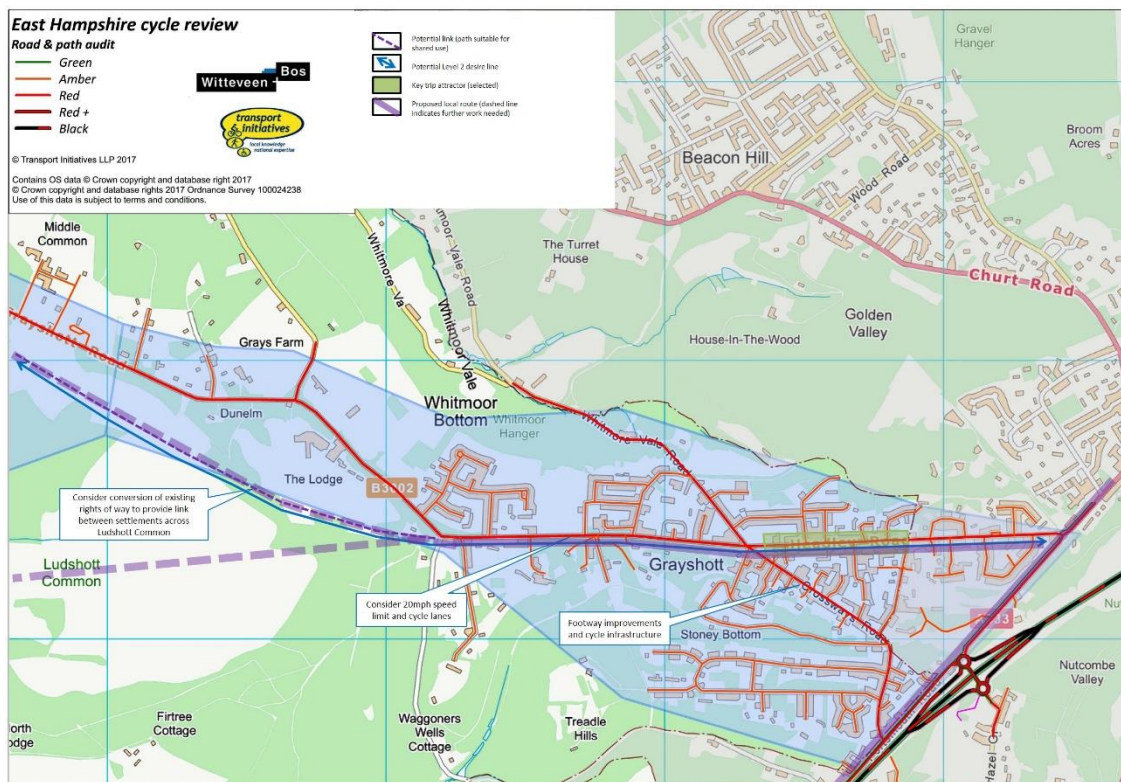 East Hampshire cycle review
Road & path audit
Green
Amber
Red
Red +
Black
Witteveen + Bos
transport initiatives
local knowledge
national expertise
Potential link (path suitable for
shared use)
Potential Level 2 desire line
Key trip attractor (selected)
Proposed local route (dashed line
indicates further work needed)
© Transport Initiatives LLP 2017
Contains OS data © Crown copyright and database right 2017
© Crown copyright and database rights 2017 Ordnance Survey 100024238
Use of this data is subject to terms and conditions.
Gravel
Hanger
Broom
Acres
Beacon Hill
Wood Road
Middle
Common
Whitmore Va
moor Vale Road
The Turret
House
Churt Road
Golden
Valley
House-In-The-Wood
Grays Farm
Whitmoor Vale
Whitmoor
Bottom
Whitmoor
Hanger
Whitmore Vale Road
Dunelm
The Lodge
B3002
Consider conversion of existing
rights of way to provide link
between settlements across
Ludshott Common
Ludshott
Common
Headley Road
Grayshott
Consider 20mph speed
limit and cycle lanes
Crossways Road
Footway improvements
and cycle infrastructure
Stoney Bottom
Nutcombe
Valley
Firtree
Cottage
Waggoners
Wells
Cottage
Treadle
Hills
Hazel G